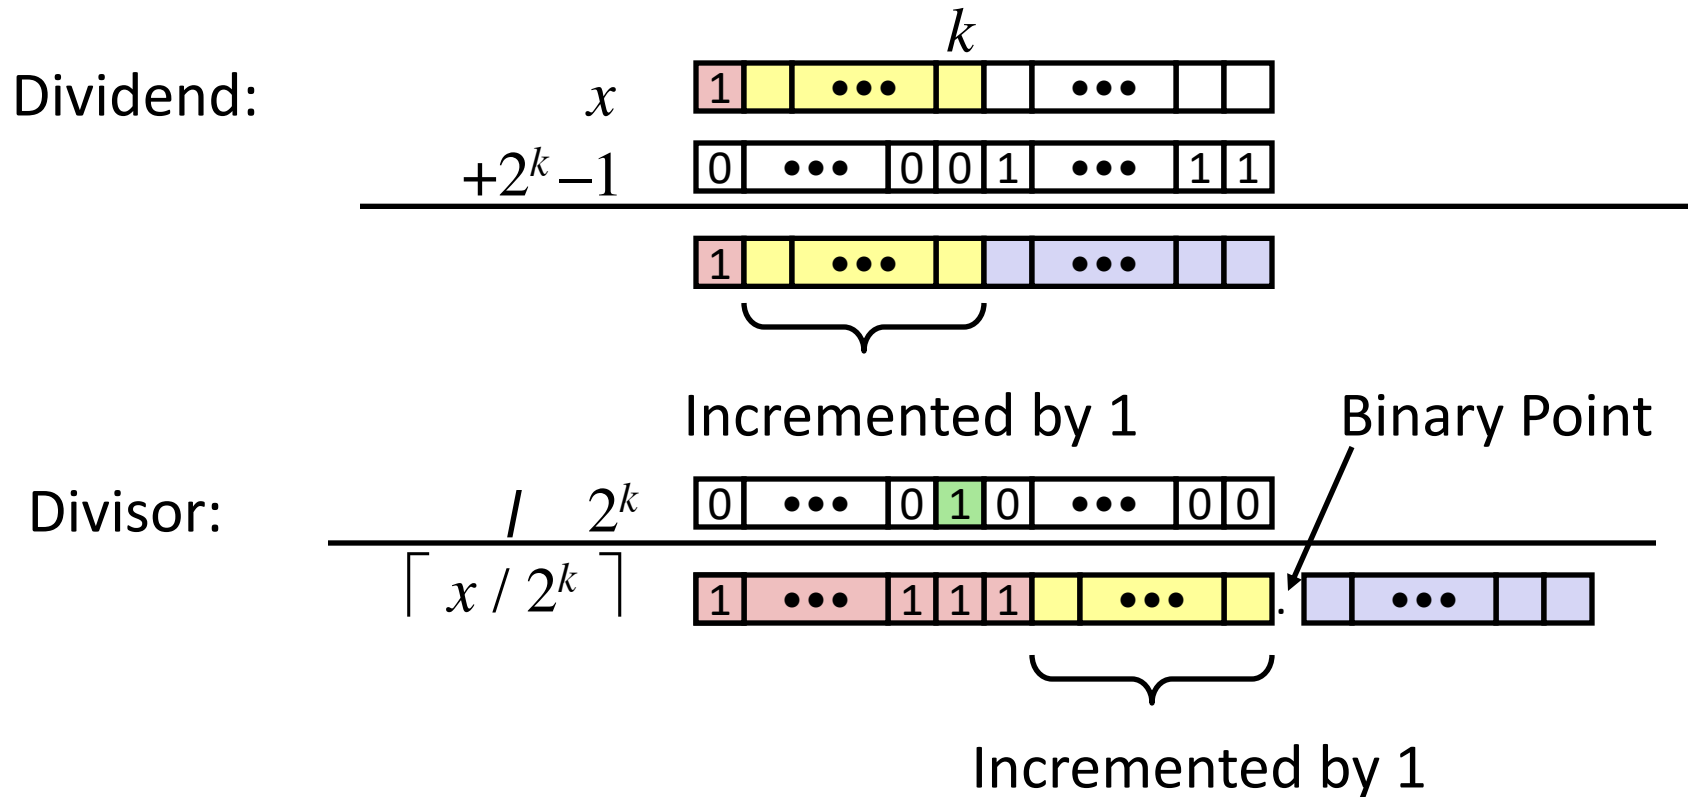 k
Dividend: x 1 ••• •••
+2^k –1 0 ••• 0 0 1 ••• 1 1
1 ••• •••
Incremented by 1 Binary Point
Divisor: / 2^k 0 ••• 0 1 0 ••• 0 0
⌈ x / 2^k ⌉ 1 ••• 1 1 1 ••• . •••
Incremented by 1